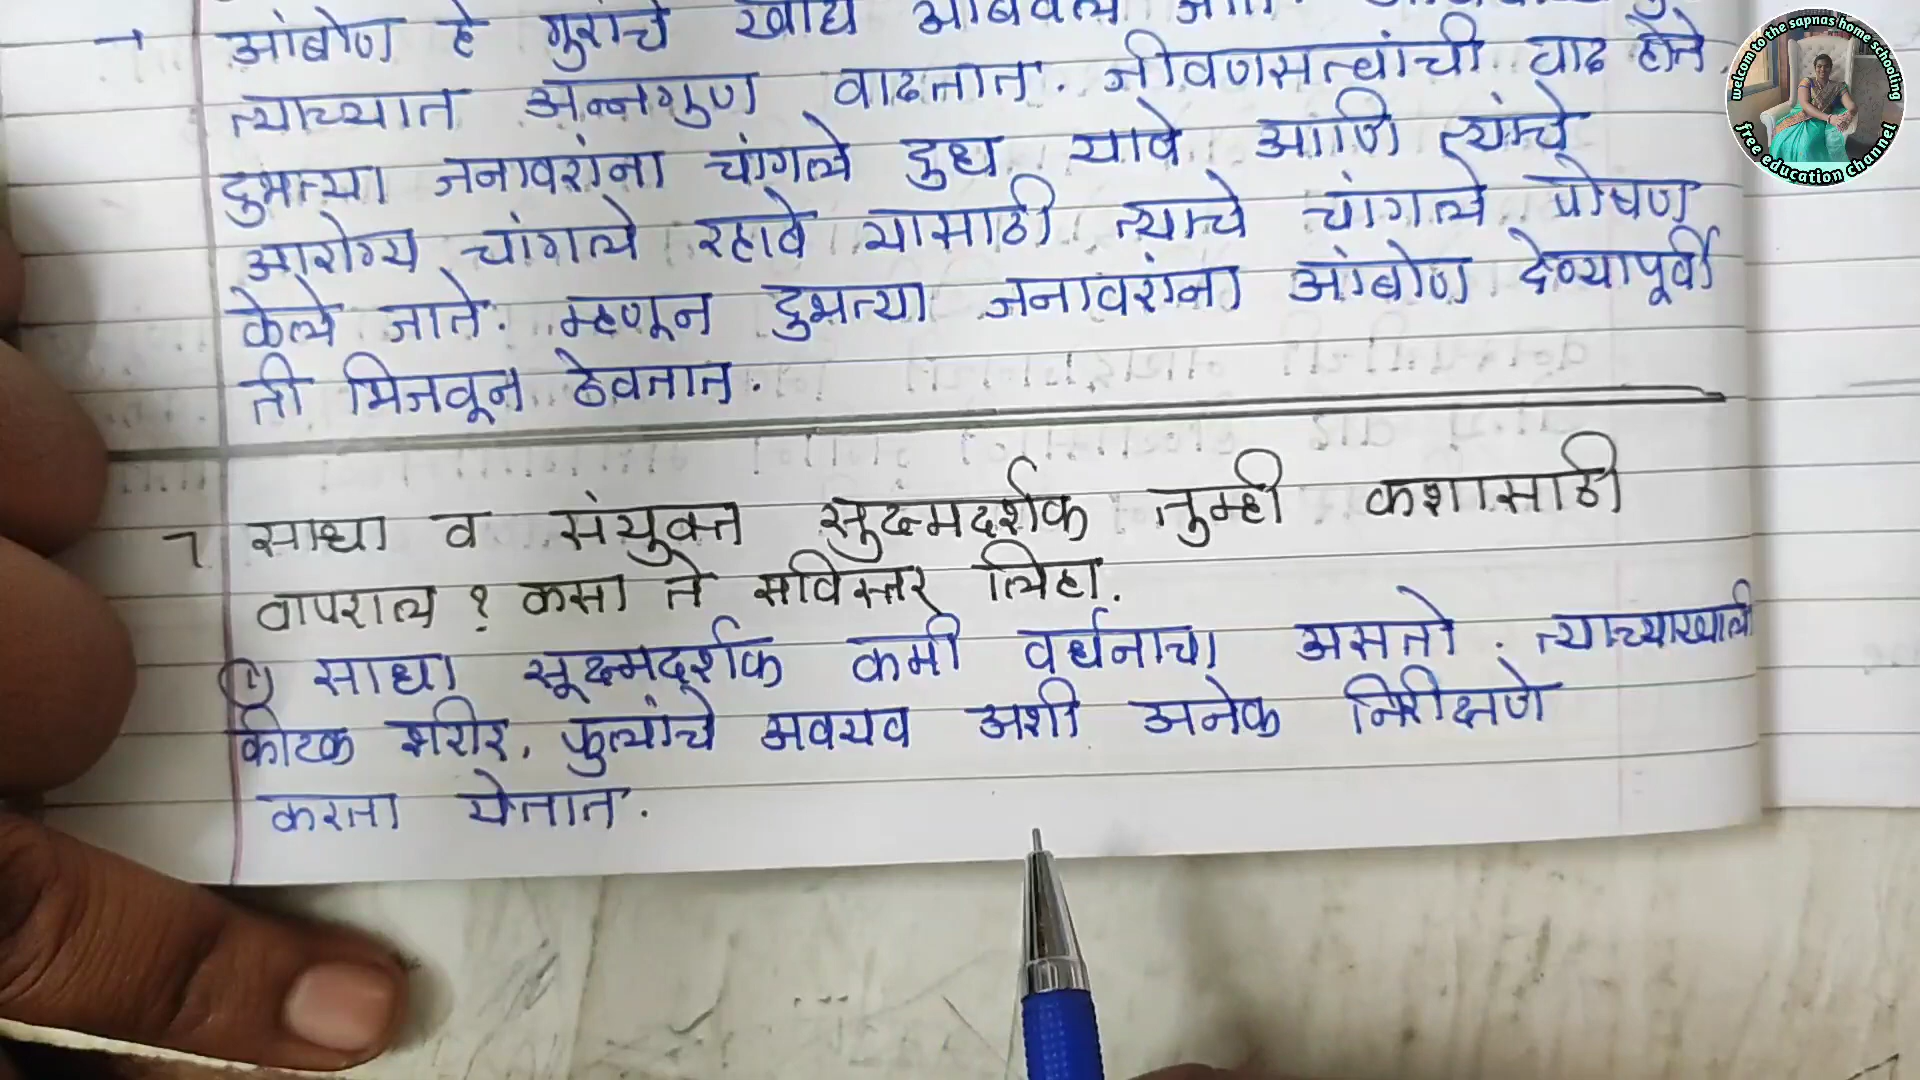 आंबोण हे गुरांचे खाद्य
त्याच्यात अन्नगुण वाढतात. जीवणसत्वांची वाढ होते.
दुभत्या जनावरांना चांगले दुध यावे आणि त्यांचे
आरोग्य चांगले रहावे यासाठी त्याचे चांगले पोषण
केले जाते. म्हणून दुभत्या जनावरांना आंबोण देण्यापूर्वी
ती भिजवून ठेवतात.
साधा व संयुक्त सुक्ष्मदर्शक तुम्ही कशासाठी
वापराल ? कसा ते सविस्तर लिहा.
१) साधा सूक्ष्मदर्शक कमी वर्धनाचा असतो. त्याच्याखाली
कीटक शरीर, फुलांचे अवयव अशी अनेक निरीक्षणे
करता येतात.
welcom to the sapnas home schooling
free education channel